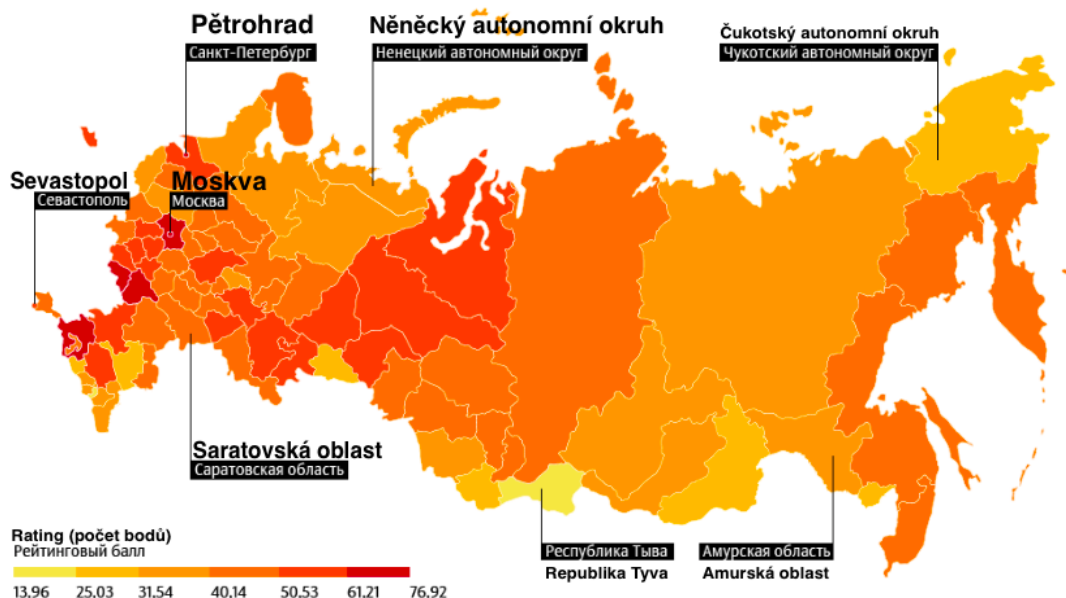 Pětrohrad
Санкт-Петербург
Něněcký autonomní okruh
Ненецкий автономный округ
Čukotský autonomní okruh
Чукотский автономный округ
Sevastopol
Севастополь
Moskva
Москва
Saratovská oblast
Саратовская область
Республика Тыва
Republika Tyva
Амурская область
Amurská oblast
Rating (počet bodů)
Рейтинговый балл
13,96 25,03 31,54 40,14 50,53 61,21 76,92